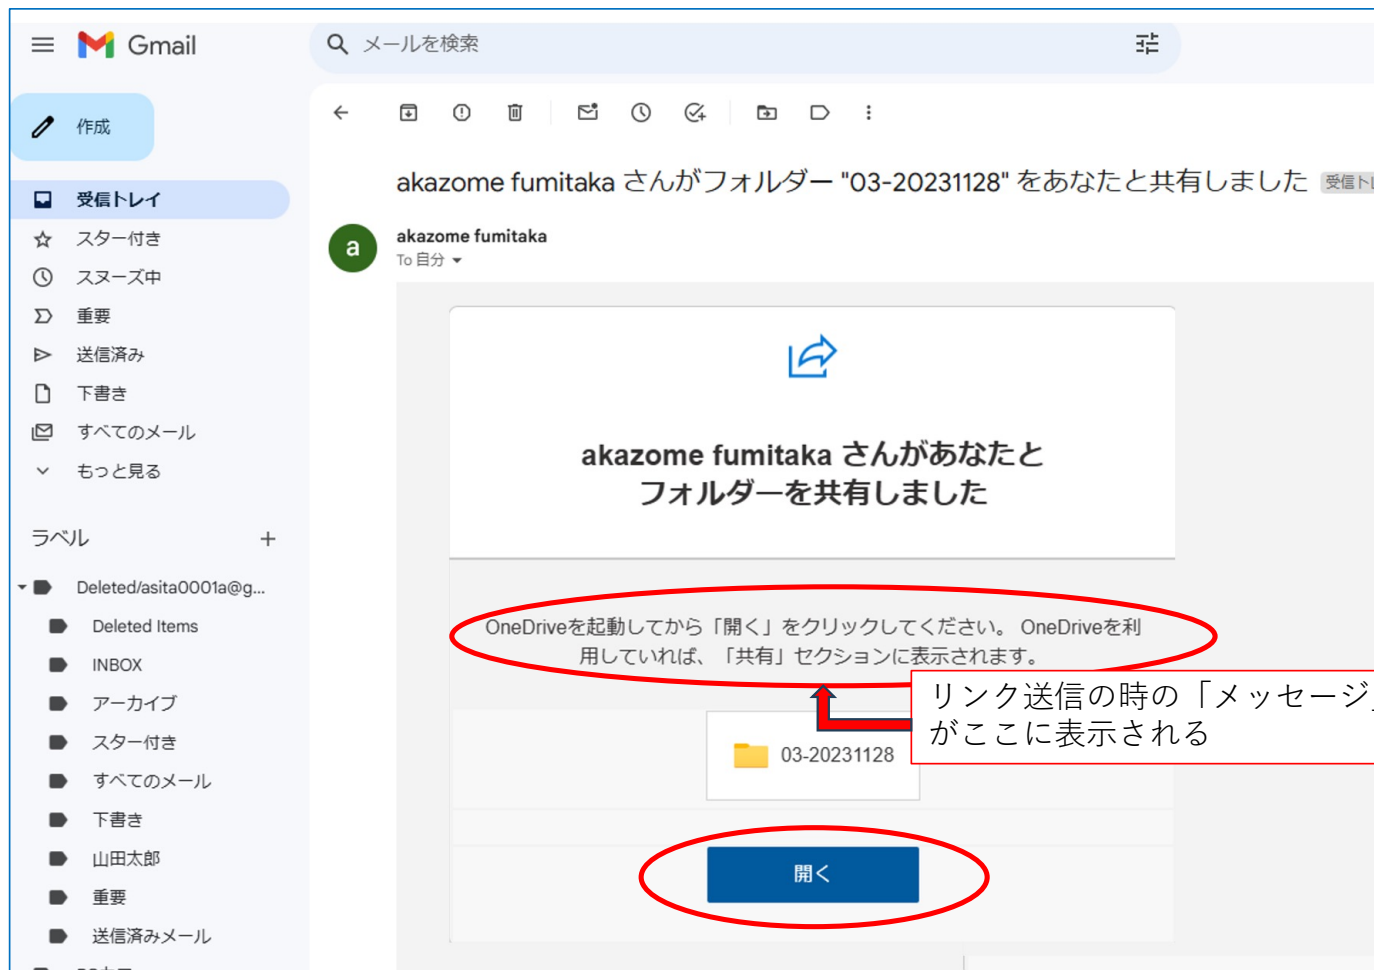 Gmail
メールを検索
作成
受信トレイ
スター付き
スヌーズ中
重要
送信済み
下書き
すべてのメール
もっと見る
ラベル
Deleted/asita0001a@g...
Deleted Items
INBOX
アーカイブ
スター付き
すべてのメール
下書き
山田太郎
重要
送信済みメール
akazome fumitaka さんがフォルダー "03-20231128" をあなたと共有しました 受信トレ
a
akazome fumitaka
To 自分
akazome fumitaka さんがあなたと
フォルダーを共有しました
OneDriveを起動してから「開く」をクリックしてください。 OneDriveを利
用していれば、「共有」セクションに表示されます。
リンク送信の時の「メッセージ」
がここに表示される
03-20231128
開く